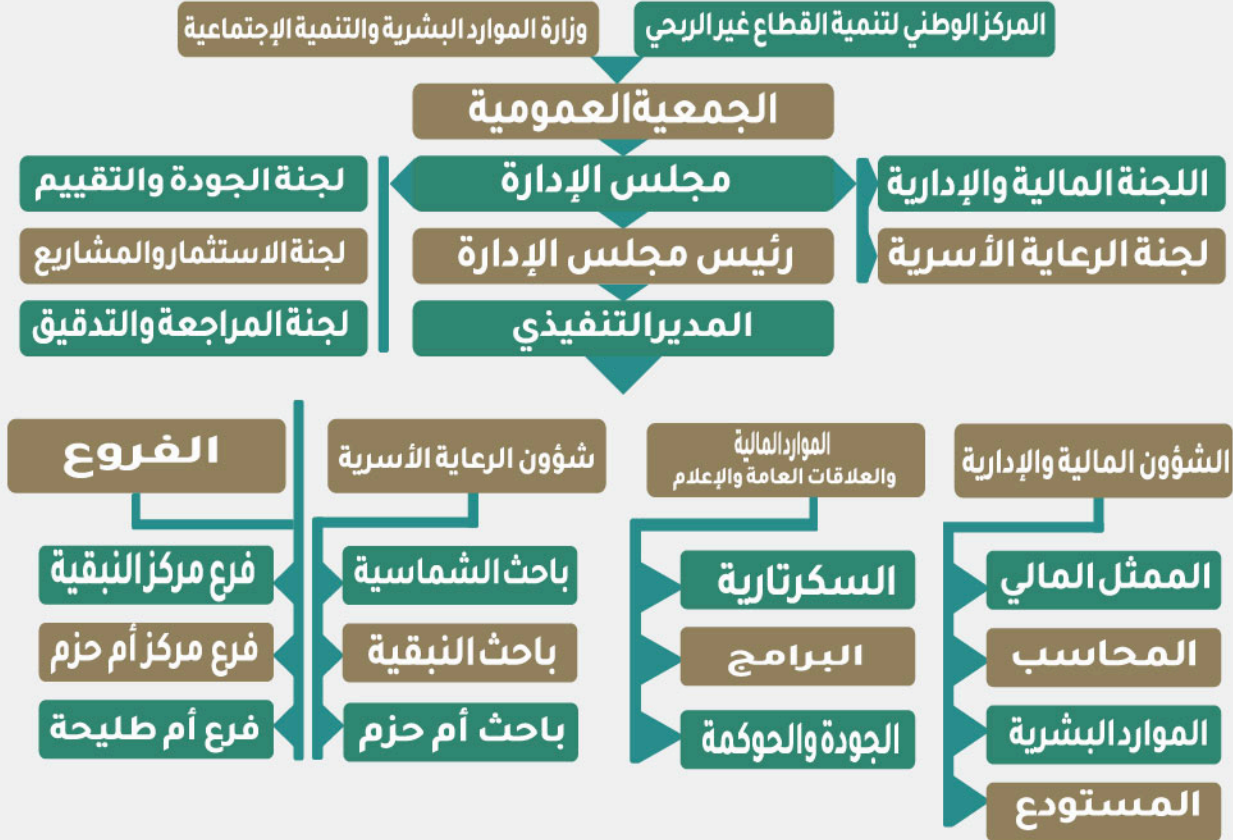 المركز الوطني لتنمية القطاع غير الربحي
وزارة الموارد البشرية والتنمية الإجتماعية
الجمعية العمومية
مجلس الإدارة
اللجنة المالية والإدارية
لجنة الرعاية الأسرية
لجنة الجودة والتقييم
لجنة الاستثمار والمشاريع
لجنة المراجعة والتدقيق
رئيس مجلس الإدارة
المدير التنفيذي
الشؤون المالية والإدارية
الممثل المالي
المحاسب
الموارد البشرية
المستودع
الموارد المالية
والعلاقات العامة والإعلام
السكرتارية
البرامج
الجودة والحوكمة
شؤون الرعاية الأسرية
باحث الشماسية
باحث النبقية
باحث أم حزم
الفروع
فرع مركز النبقية
فرع مركز أم حزم
فرع أم طليحة